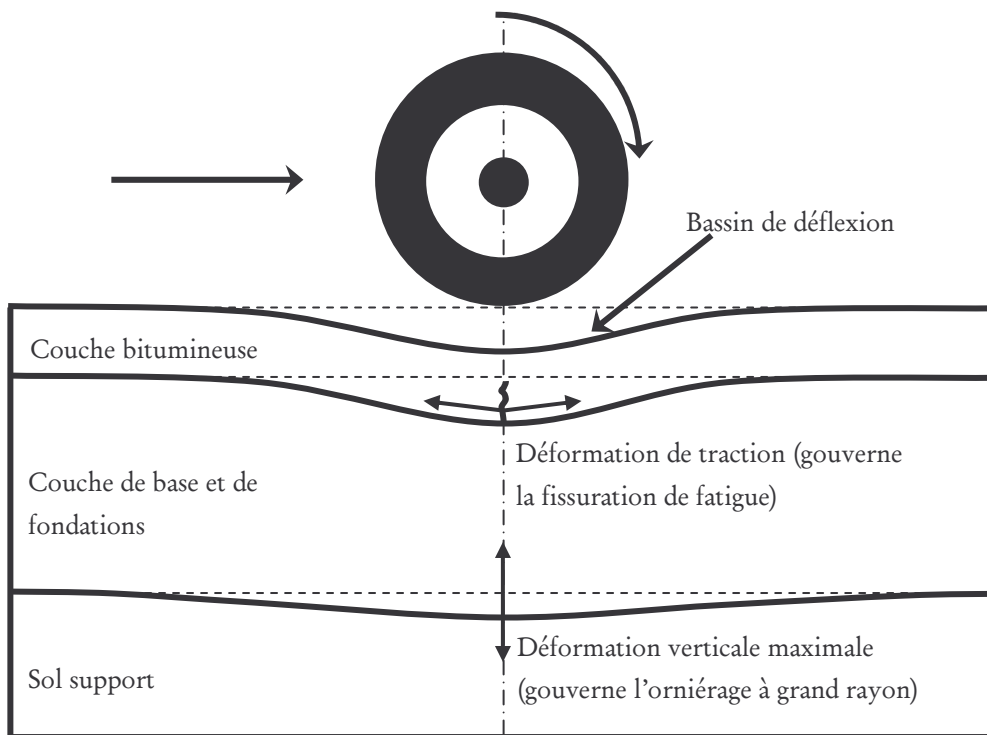 Bassin de déflexion
Couche bitumineuse
Déformation de traction (gouverne
la fissuration de fatigue)
Couche de base et de
fondations
Déformation verticale maximale
(gouverne l’orniérage à grand rayon)
Sol support